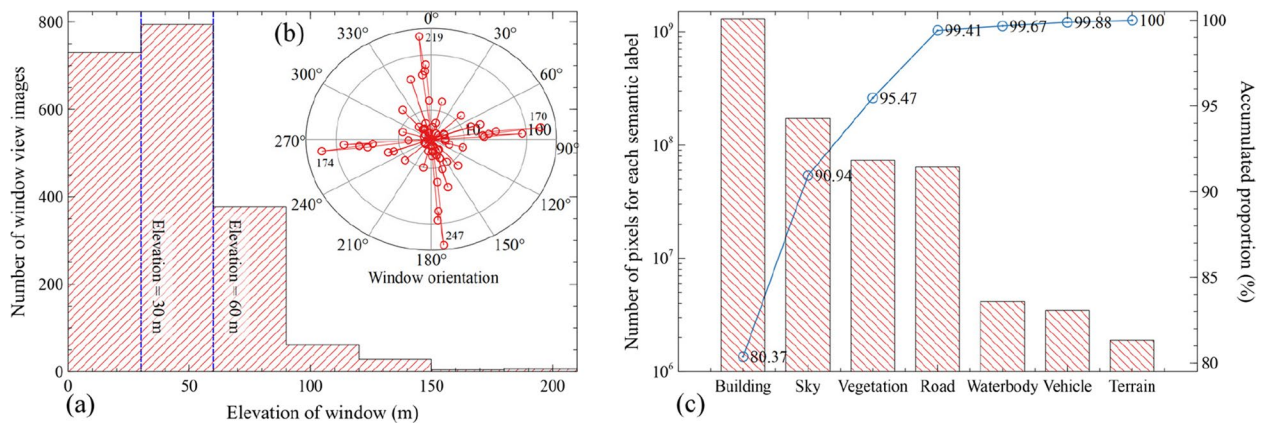 800
600
400
200
0
Number of window view images
0
50
100
150
200
Elevation of window (m)
(a)
Elevation = 30 m
Elevation = 60 m
(b)
0°
30°
60°
90°
120°
150°
180°
210°
240°
270°
300°
330°
219
170
10
100
174
247
Window orientation
10⁹
10⁸
10⁷
10⁶
Number of pixels for each semantic label
80.37
90.94
95.47
99.41
99.67
99.88
100
100
95
90
85
80
Accumulated proportion (%)
Building
Sky
Vegetation
Road
Waterbody
Vehicle
Terrain
(c)